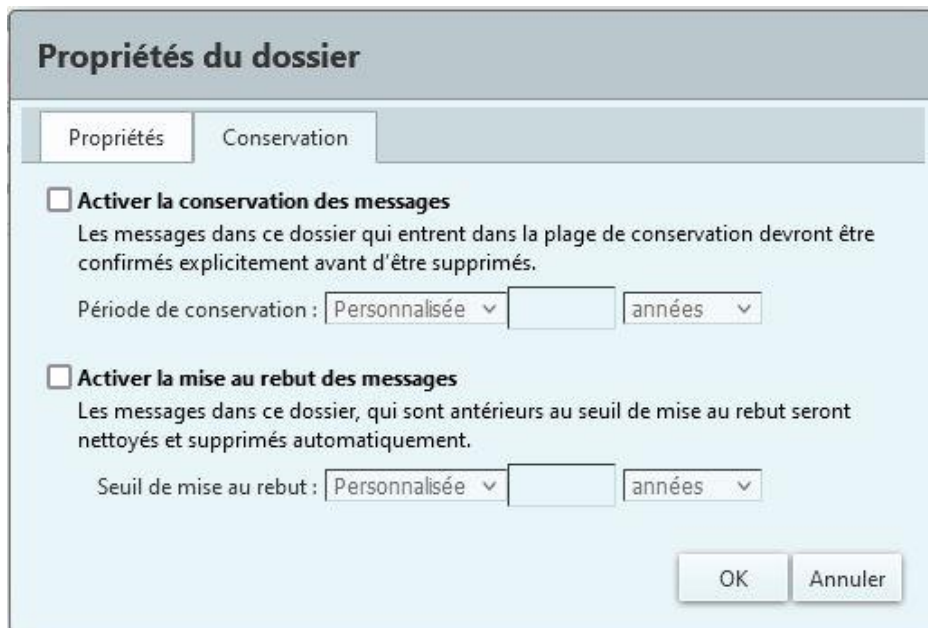 Propriétés du dossier
Propriétés Conservation
Activer la conservation des messages
Les messages dans ce dossier qui entrent dans la plage de conservation devront être
confirmés explicitement avant d'être supprimés.
Période de conservation : Personnalisée années
Activer la mise au rebut des messages
Les messages dans ce dossier, qui sont antérieurs au seuil de mise au rebut seront
nettoyés et supprimés automatiquement.
Seuil de mise au rebut : Personnalisée années
OK Annuler